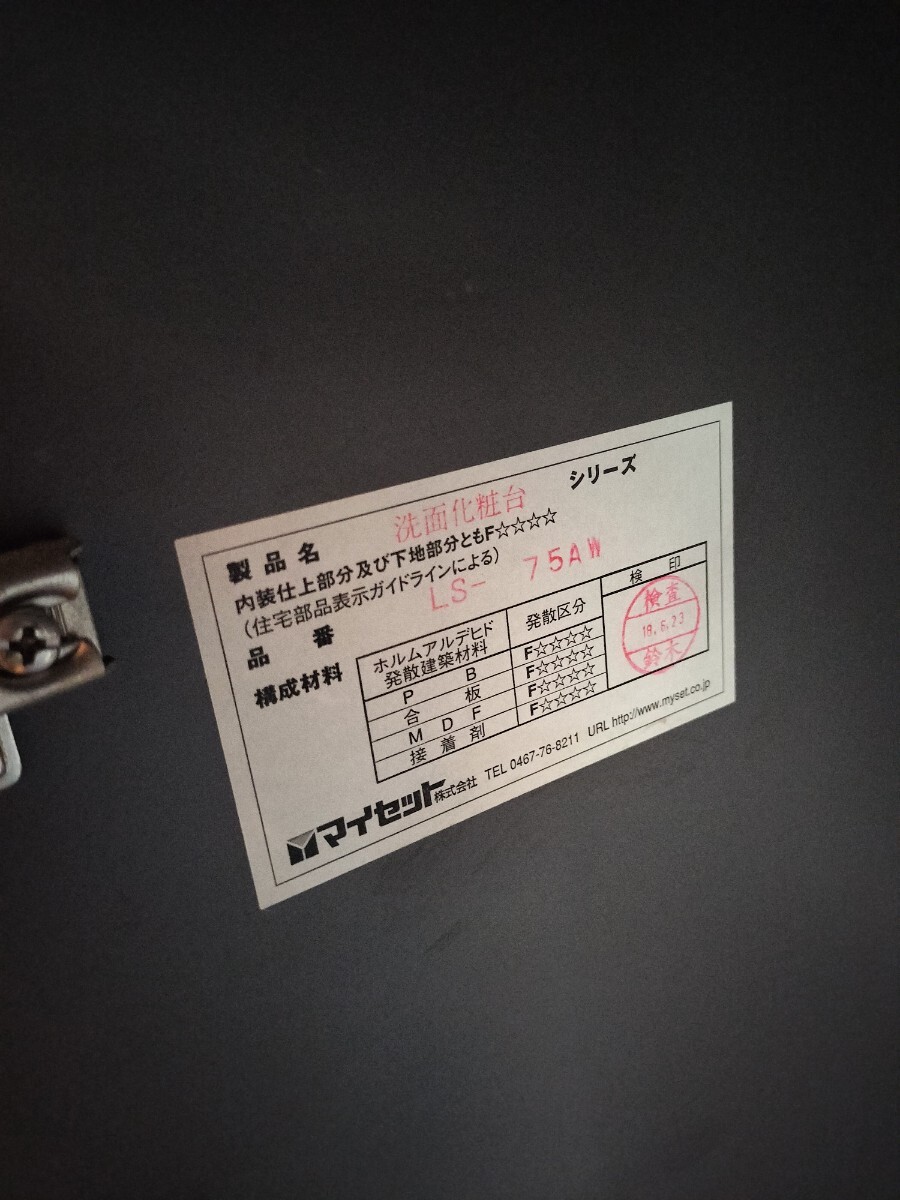 製品名 洗面化粧台 シリーズ
内装仕上部分及び下地部分ともF☆☆☆☆
(住宅部品表示ガイドラインによる)
品番 LS- 75AW
構成材料
ホルムアルデヒド
発散建築材料
発散区分
P B F☆☆☆☆
合板 F☆☆☆☆
MDF F☆☆☆☆
接着剤 F☆☆☆☆
検印
検査
19.6.23
鈴木
マイセット株式会社 TEL 0467-76-8211 URL http://www.myset.co.jp